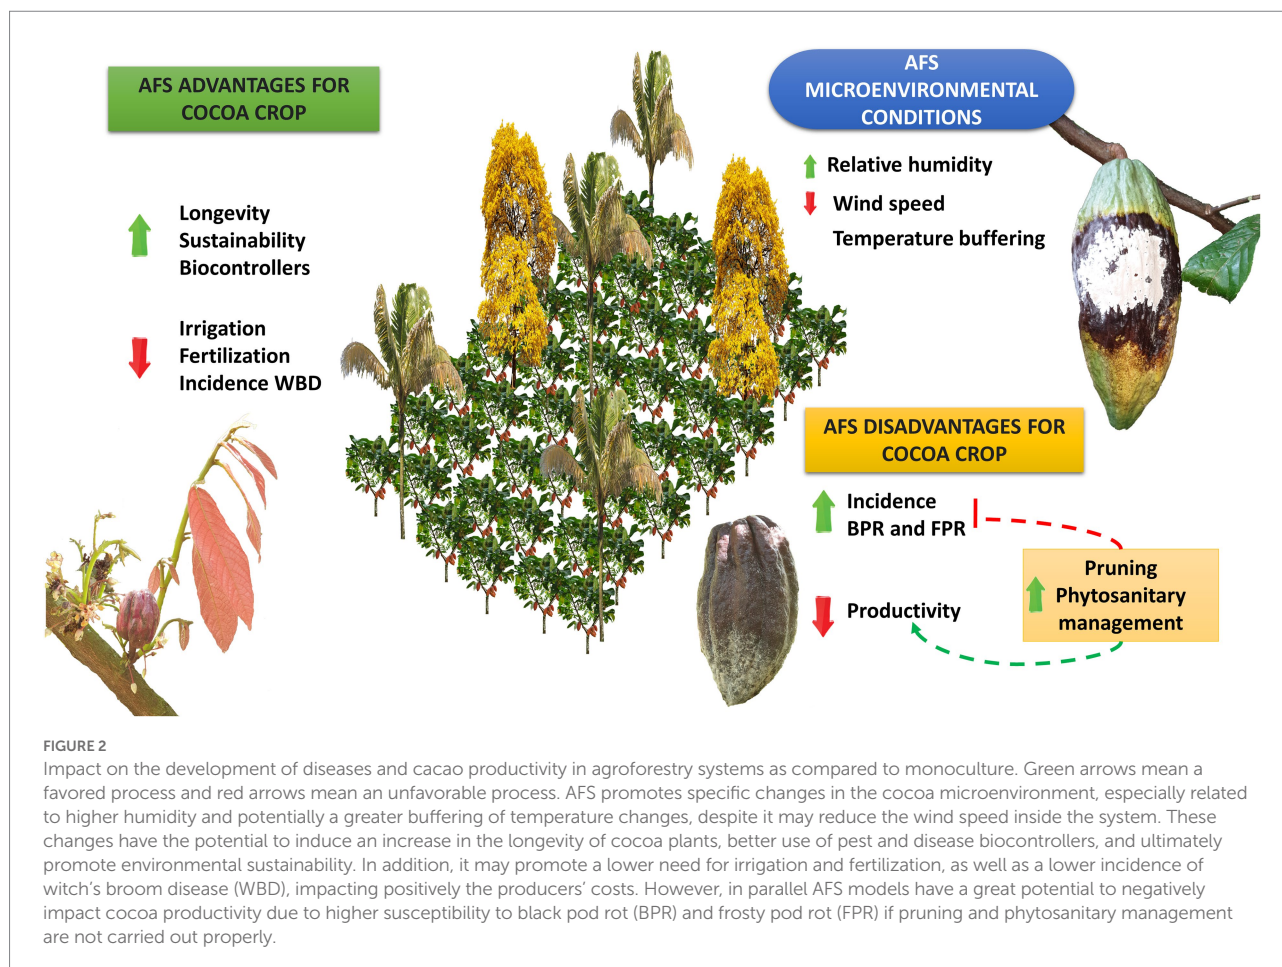 AFS ADVANTAGES FOR
COCOA CROP
Longevity
Sustainability
Biocontrollers
Irrigation
Fertilization
Incidence WBD
AFS
MICROENVIRONMENTAL
CONDITIONS
Relative humidity
Wind speed
Temperature buffering
AFS DISADVANTAGES FOR
COCOA CROP
Incidence
BPR and FPR
Productivity
Pruning
Phytosanitary
management
FIGURE 2
Impact on the development of diseases and cacao productivity in agroforestry systems as compared to monoculture. Green arrows mean a
favored process and red arrows mean an unfavorable process. AFS promotes specific changes in the cocoa microenvironment, especially related
to higher humidity and potentially a greater buffering of temperature changes, despite it may reduce the wind speed inside the system. These
changes have the potential to induce an increase in the longevity of cocoa plants, better use of pest and disease biocontrollers, and ultimately
promote environmental sustainability. In addition, it may promote a lower need for irrigation and fertilization, as well as a lower incidence of
witch’s broom disease (WBD), impacting positively the producers’ costs. However, in parallel AFS models have a great potential to negatively
impact cocoa productivity due to higher susceptibility to black pod rot (BPR) and frosty pod rot (FPR) if pruning and phytosanitary management
are not carried out properly.